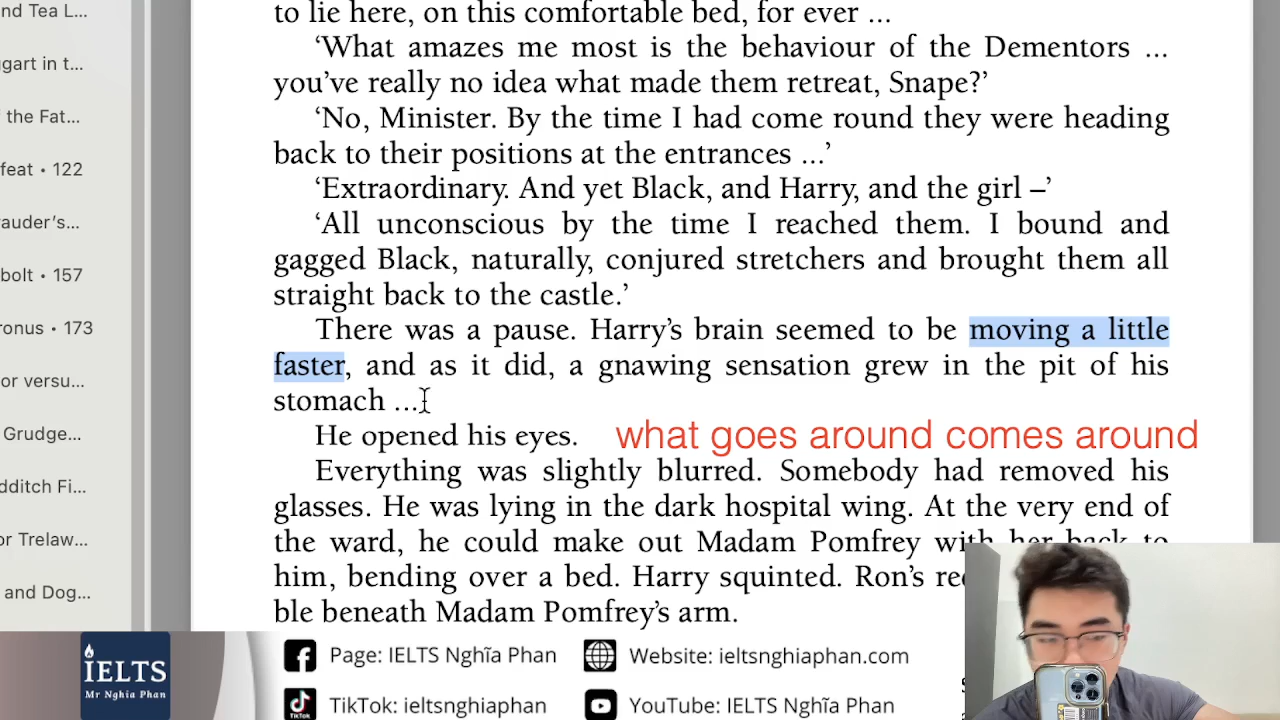 nd Tea L...
gart in t...
the Fat...
feat • 122
rauder's...
bolt • 157
ronus • 173
or versu...
Grudge...
dditch Fi...
or Trelaw...
and Dog...
to lie here, on this comfortable bed, for ever ...
‘What amazes me most is the behaviour of the Dementors ...
you’ve really no idea what made them retreat, Snape?’
‘No, Minister. By the time I had come round they were heading
back to their positions at the entrances ...’
‘Extraordinary. And yet Black, and Harry, and the girl –’
‘All unconscious by the time I reached them. I bound and
gagged Black, naturally, conjured stretchers and brought them all
straight back to the castle.’
There was a pause. Harry’s brain seemed to be moving a little
faster, and as it did, a gnawing sensation grew in the pit of his
stomach ...
He opened his eyes.
what goes around comes around
Everything was slightly blurred. Somebody had removed his
glasses. He was lying in the dark hospital wing. At the very end of
the ward, he could make out Madam Pomfrey with her back to
him, bending over a bed. Harry squinted. Ron’s
ble beneath Madam Pomfrey’s arm.
IELTS
Mr Nghia Phan
Page: IELTS Nghĩa Phan
Website: ieltsnghiaphan.com
TikTok: ieltsnghiaphan
YouTube: IELTS Nghĩa Phan
TikTok